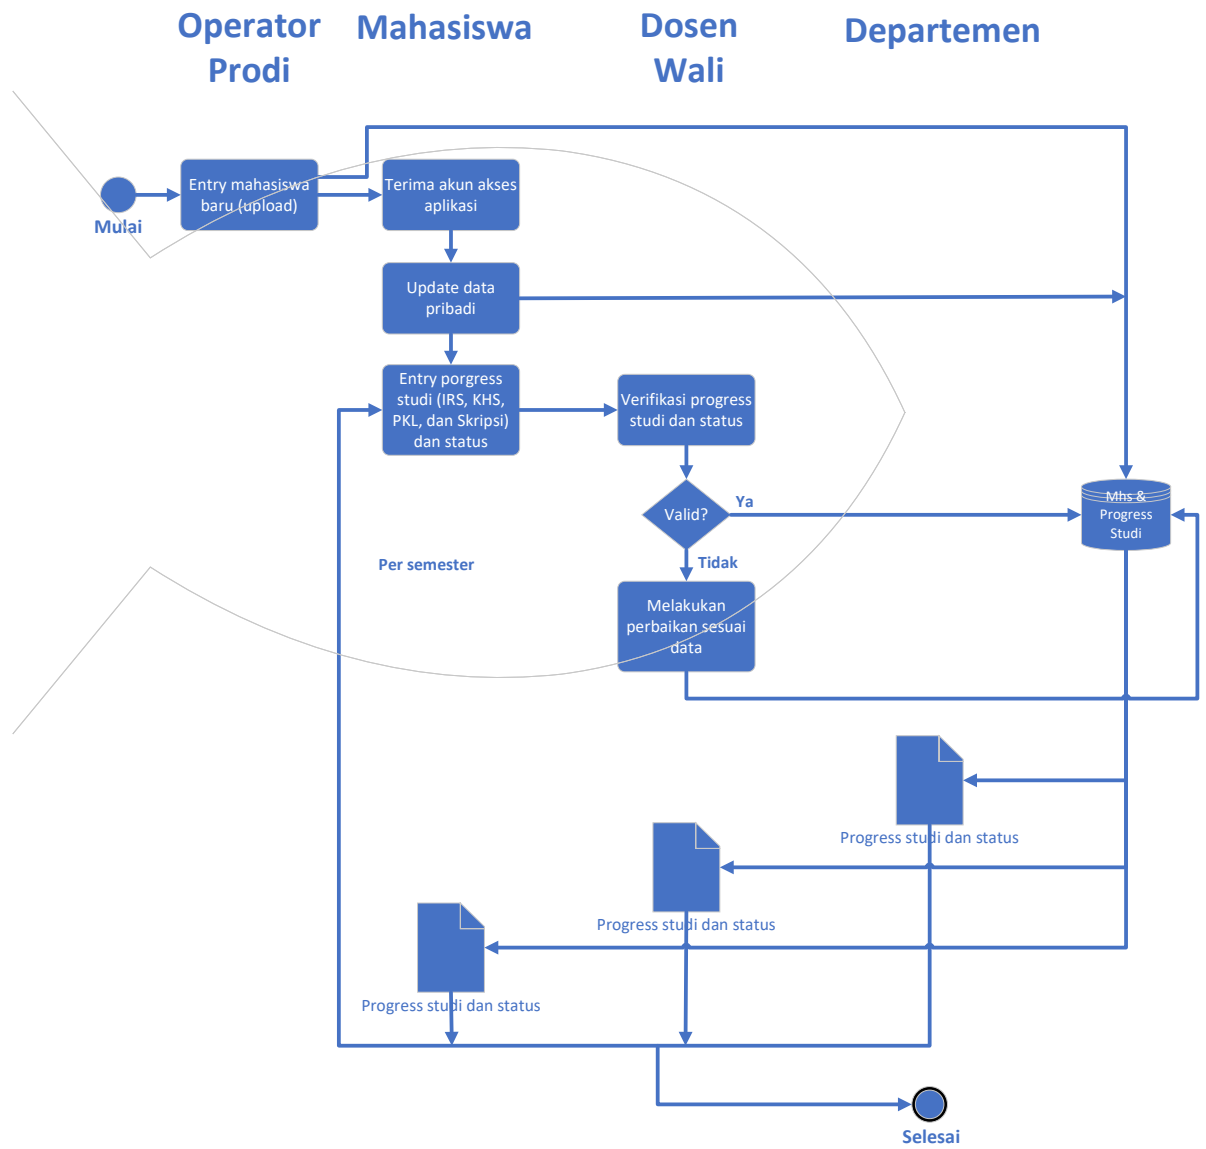 Operator
Prodi
Mahasiswa
Dosen
Wali
Departemen
Mulai
Entry mahasiswa
baru (upload)
Terima akun akses
aplikasi
Update data
pribadi
Entry porgress
studi (IRS, KHS,
PKL, dan Skripsi)
dan status
Verifikasi progress
studi dan status
Valid?
Ya
Mhs &
Progress
Studi
Tidak
Per semester
Melakukan
perbaikan sesuai
data
Progress studi dan status
Progress studi dan status
Progress studi dan status
Selesai